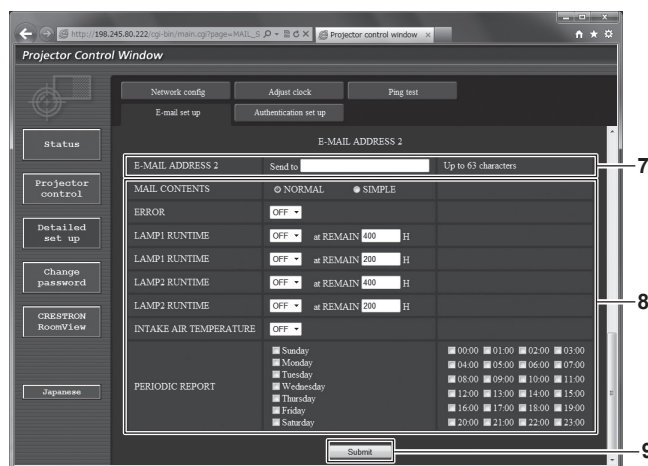 http://198.245.80.222/cgi-bin/main.cgi?page=MAIL_S
Projector control window
Projector Control Window
Network config Adjust clock Ping test
E-mail set up Authentication set up
Status
Projector control
Detailed set up
Change password
CRESTRON RoomView
Japanese
E-MAIL ADDRESS 2
E-MAIL ADDRESS 2 Send to Up to 63 characters
MAIL CONTENTS NORMAL SIMPLE
ERROR OFF
LAMP1 RUNTIME OFF at REMAIN 400 H
LAMP1 RUNTIME OFF at REMAIN 200 H
LAMP2 RUNTIME OFF at REMAIN 400 H
LAMP2 RUNTIME OFF at REMAIN 200 H
INTAKE AIR TEMPERATURE OFF
PERIODIC REPORT
Sunday
Monday
Tuesday
Wednesday
Thursday
Friday
Saturday
00:00 01:00 02:00 03:00
04:00 05:00 06:00 07:00
08:00 09:00 10:00 11:00
12:00 13:00 14:00 15:00
16:00 17:00 18:00 19:00
20:00 21:00 22:00 23:00
Submit
7
8
9